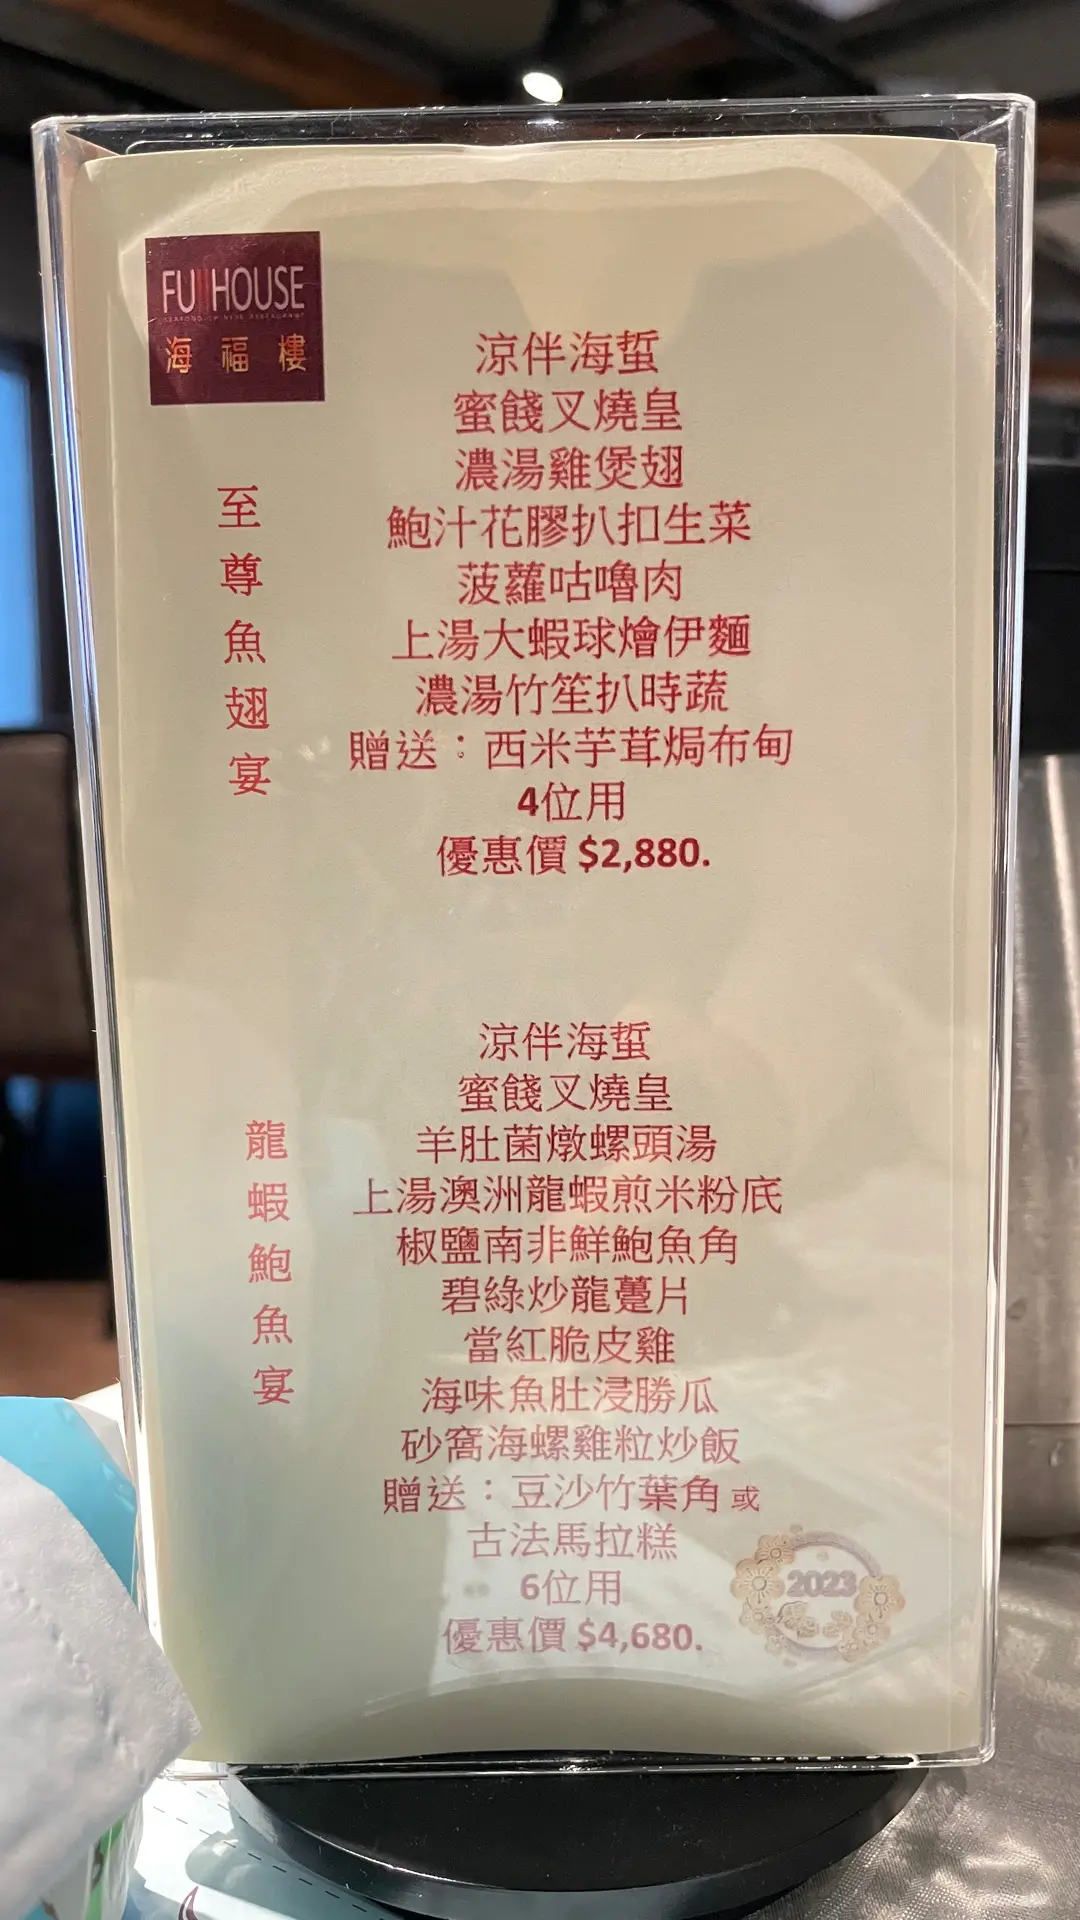 FU HOUSE
SEAFOOD CHINESE RESTAURANT
海福樓
至尊魚翅宴
涼伴海蜇
蜜餞叉燒皇
濃湯雞煲翅
鮑汁花膠扒扣生菜
菠蘿咕嚕肉
上湯大蝦球燴伊麵
濃湯竹笙扒時蔬
贈送：西米芋茸焗布甸
4位用
優惠價 $2,880.
龍蝦鮑魚宴
涼伴海蜇
蜜餞叉燒皇
羊肚菌燉螺頭湯
上湯澳洲龍蝦煎米粉底
椒鹽南非鮮鮑魚角
碧綠炒龍躉片
當紅脆皮雞
海味魚肚浸勝瓜
砂窩海螺雞粒炒飯
贈送：豆沙竹葉角 或
古法馬拉糕
6位用
優惠價 $4,680.
2023